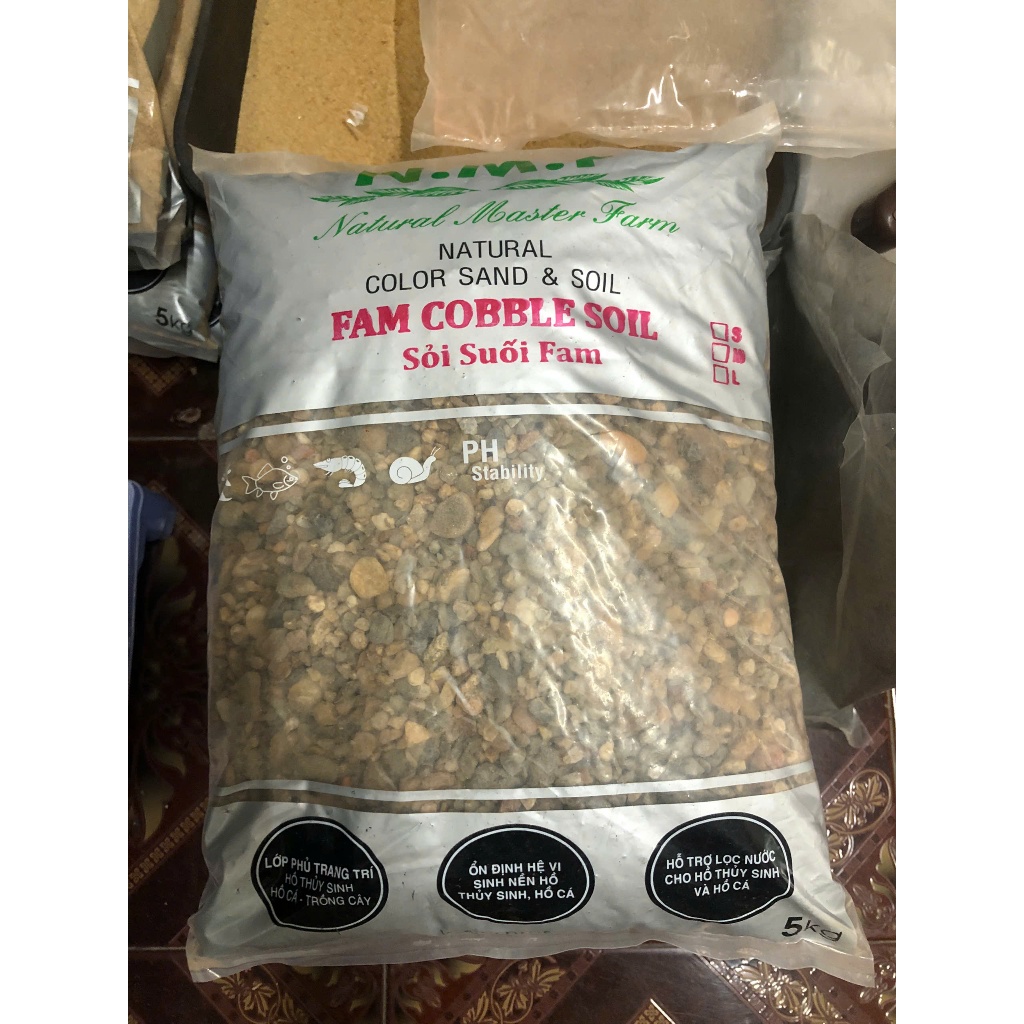 Natural Master Farm
NATURAL
COLOR SAND & SOIL
FAM COBBLE SOIL
Sỏi Suối Fam
S
M
L
PH
Stability
LỚP PHỦ TRANG TRÍ
HỒ THỦY SINH
HỒ CÁ - TRỒNG CÂY
ỔN ĐỊNH HỆ VI
SINH NỀN HỒ
THỦY SINH, HỒ CÁ
HỖ TRỢ LỌC NƯỚC
CHO HỒ THỦY SINH
VÀ HỒ CÁ
5kg
5kg